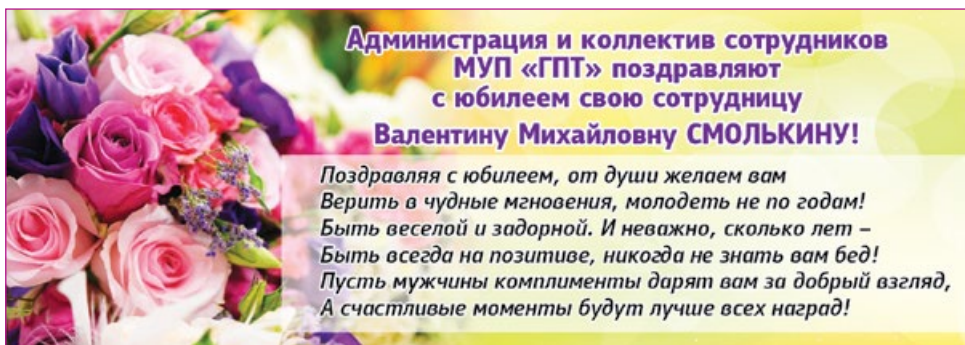 Администрация и коллектив сотрудников
МУП «ГПТ» поздравляют
с юбилеем свою сотрудницу
Валентину Михайловну СМОЛЬКИНУ!
Поздравляя с юбилеем, от души желаем вам
Верить в чудные мгновения, молодеть не по годам!
Быть веселой и задорной. И неважно, сколько лет –
Быть всегда на позитиве, никогда не знать вам бед!
Пусть мужчины комплименты дарят вам за добрый взгляд,
А счастливые моменты будут лучше всех наград!